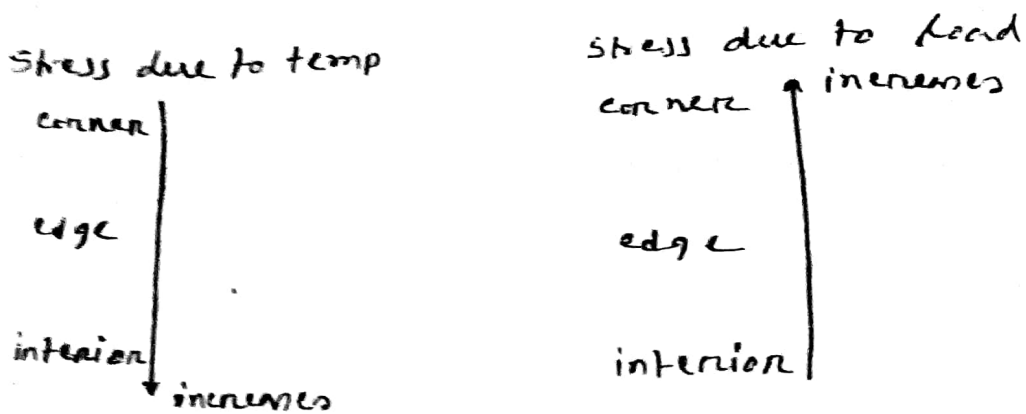 stress due to temp
corner
edge
interior
increases
stress due to load
increases
corner
edge
interior